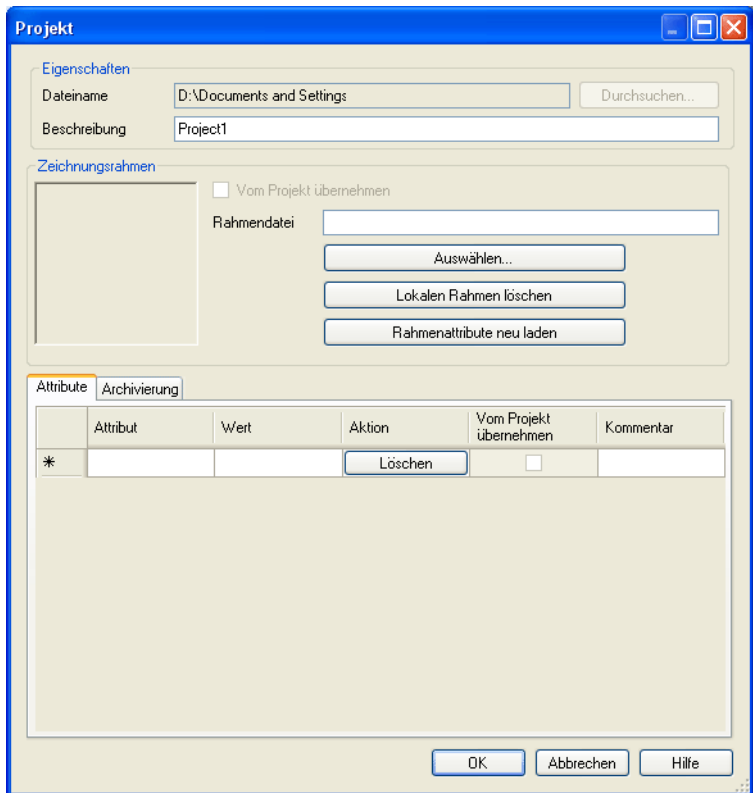 Projekt
Eigenschaften
Dateiname D:\Documents and Settings Durchsuchen...
Beschreibung Project1
Zeichnungsrahmen
Vom Projekt übernehmen
Rahmendatei
Auswählen...
Lokalen Rahmen löschen
Rahmenattribute neu laden
Attribute Archivierung
Attribut Wert Aktion Vom Projekt übernehmen Kommentar
* Löschen
OK Abbrechen Hilfe